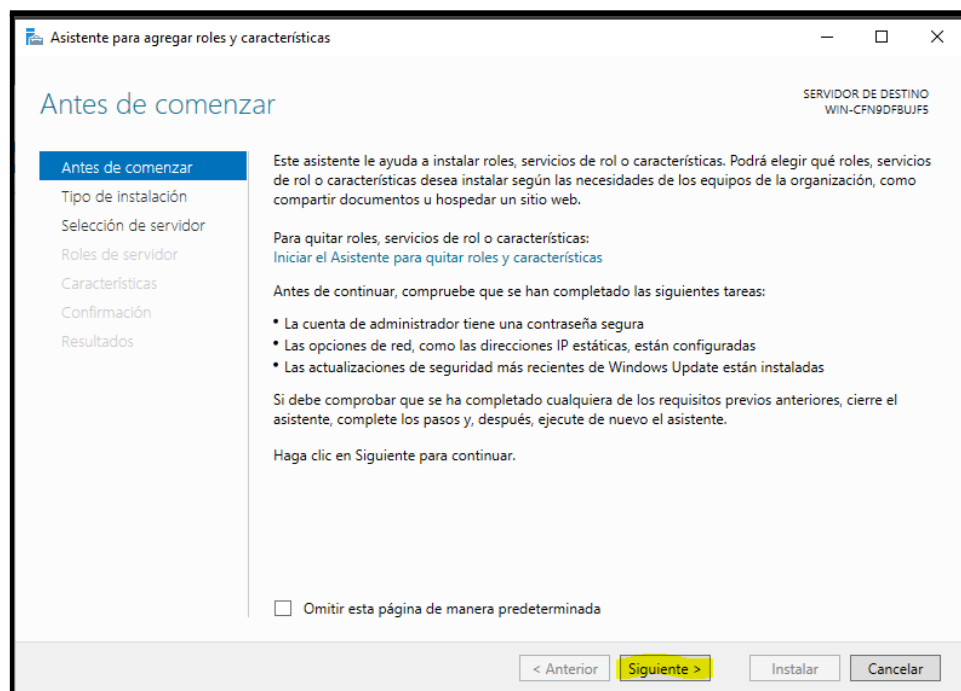 Asistente para agregar roles y características
Antes de comenzar
SERVIDOR DE DESTINO
WIN-CFN9DFBUJF5
Antes de comenzar
Tipo de instalación
Selección de servidor
Roles de servidor
Características
Confirmación
Resultados
Este asistente le ayuda a instalar roles, servicios de rol o características. Podrá elegir qué roles, servicios
de rol o características desea instalar según las necesidades de los equipos de la organización, como
compartir documentos u hospedar un sitio web.
Para quitar roles, servicios de rol o características:
Iniciar el Asistente para quitar roles y características
Antes de continuar, compruebe que se han completado las siguientes tareas:
• La cuenta de administrador tiene una contraseña segura
• Las opciones de red, como las direcciones IP estáticas, están configuradas
• Las actualizaciones de seguridad más recientes de Windows Update están instaladas
Si debe comprobar que se ha completado cualquiera de los requisitos previos anteriores, cierre el
asistente, complete los pasos y, después, ejecute de nuevo el asistente.
Haga clic en Siguiente para continuar.
Omitir esta página de manera predeterminada
< Anterior
Siguiente >
Instalar
Cancelar